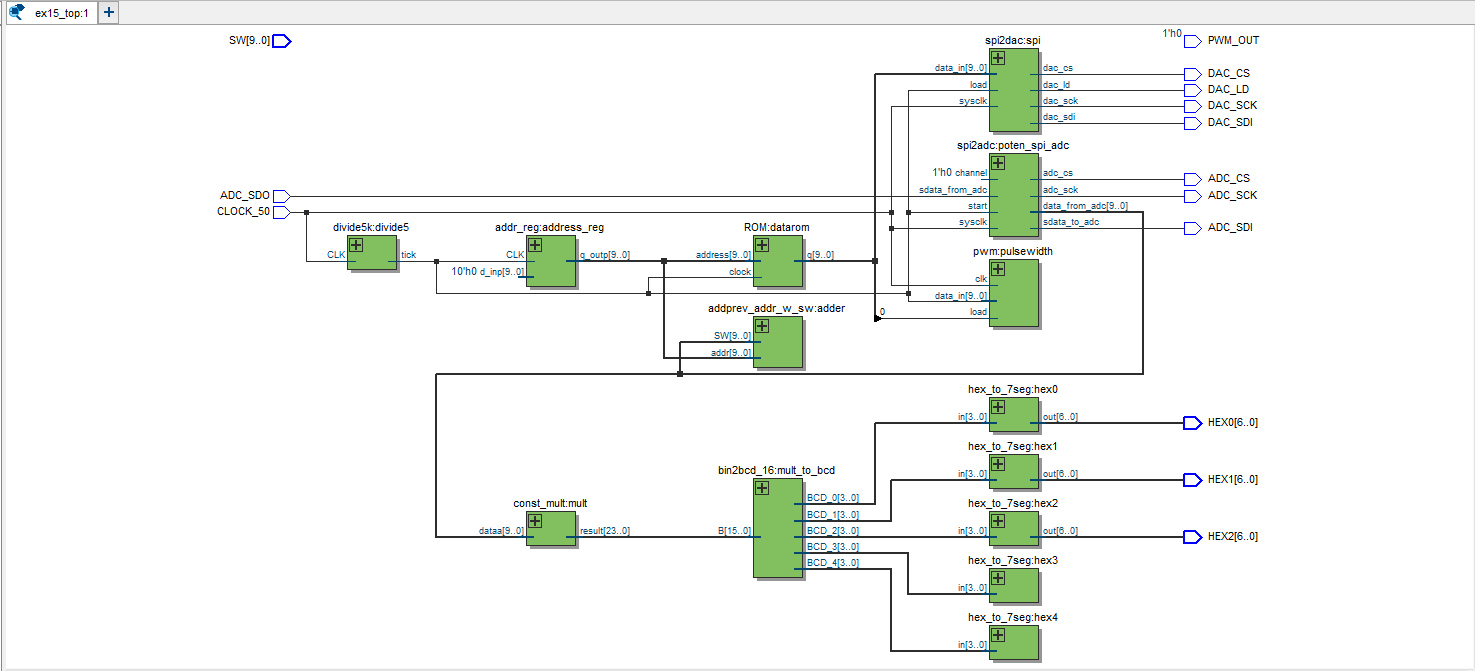 ex15_top:1
SW[9..0]
ADC_SDO
CLOCK_50
divide5k:divide5
CLK
tick
addr_reg:address_reg
CLK
10'h0 d_inp[9..0]
q_outp[9..0]
ROM:datarom
address[9..0]
clock
q[9..0]
addprev_addr_w_sw:adder
SW[9..0]
addr[9..0]
spi2dac:spi
data_in[9..0]
load
sysclk
dac_cs
dac_ld
dac_sck
dac_sdi
spi2adc:poten_spi_adc
1'h0 channel
sdata_from_adc
start
sysclk
adc_cs
adc_sck
data_from_adc[9..0]
sdata_to_adc
pwm:pulsewidth
clk
data_in[9..0]
load
0
1'h0
PWM_OUT
DAC_CS
DAC_LD
DAC_SCK
DAC_SDI
ADC_CS
ADC_SCK
ADC_SDI
const_mult:mult
dataa[9..0]
result[23..0]
bin2bcd_16:mult_to_bcd
B[15..0]
BCD_0[3..0]
BCD_1[3..0]
BCD_2[3..0]
BCD_3[3..0]
BCD_4[3..0]
hex_to_7seg:hex0
in[3..0]
out[6..0]
HEX0[6..0]
hex_to_7seg:hex1
in[3..0]
out[6..0]
HEX1[6..0]
hex_to_7seg:hex2
in[3..0]
out[6..0]
HEX2[6..0]
hex_to_7seg:hex3
in[3..0]
hex_to_7seg:hex4
in[3..0]